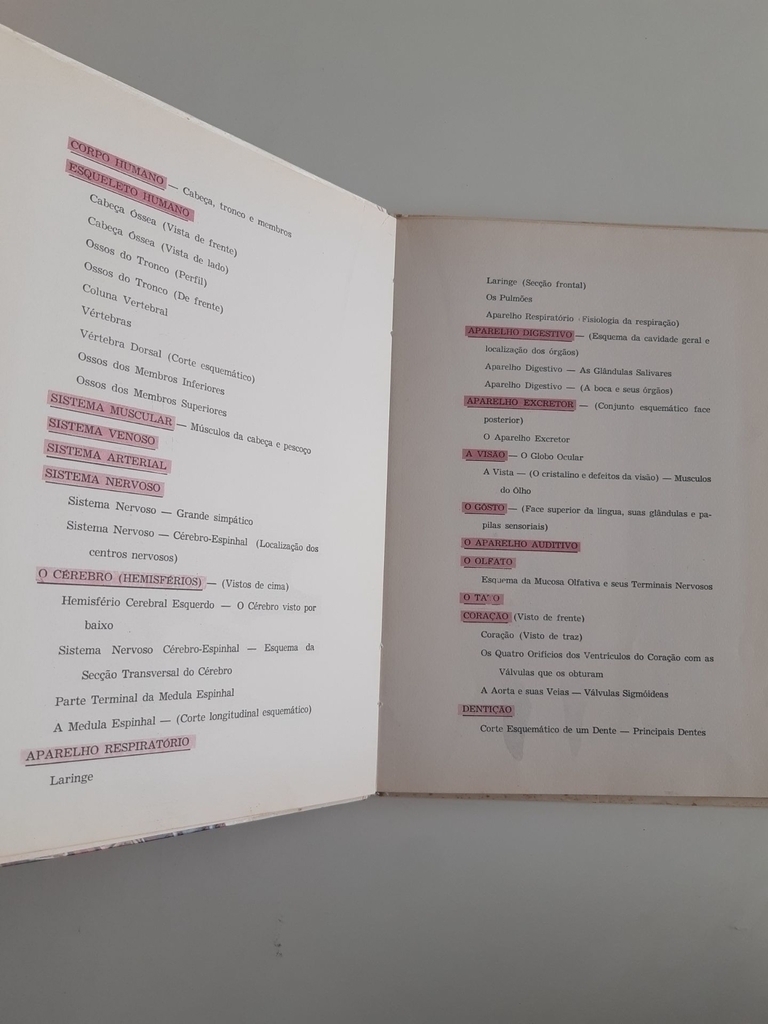 CORPO HUMANO — Cabeça, tronco e membros
ESQUELETO HUMANO
Cabeça Óssea (Vista de frente)
Cabeça Óssea (Vista de lado)
Ossos do Tronco (Perfil)
Ossos do Tronco (De frente)
Coluna Vertebral
Vértebras
Vértebra Dorsal (Corte esquemático)
Ossos dos Membros Inferiores
Ossos dos Membros Superiores
SISTEMA MUSCULAR — Músculos da cabeça e pescoço
SISTEMA VENOSO
SISTEMA ARTERIAL
SISTEMA NERVOSO
Sistema Nervoso — Grande simpático
Sistema Nervoso — Cérebro-Espinhal (Localização dos
centros nervosos)
O CÉREBRO (HEMISFÉRIOS) — (Vistos de cima)
Hemisfério Cerebral Esquerdo — O Cérebro visto por
baixo
Sistema Nervoso Cérebro-Espinhal — Esquema da
Secção Transversal do Cérebro
Parte Terminal da Medula Espinhal
A Medula Espinhal — (Corte longitudinal esquemático)
APARELHO RESPIRATÓRIO
Laringe
Laringe (Secção frontal)
Os Pulmões
Aparelho Respiratório - Fisiologia da respiração)
APARELHO DIGESTIVO — (Esquema da cavidade geral e
localização dos órgãos)
Aparelho Digestivo — As Glândulas Salivares
Aparelho Digestivo — (A boca e seus órgãos)
APARELHO EXCRETOR — (Conjunto esquemático face
posterior)
O Aparelho Excretor
A VISÃO — O Globo Ocular
A Vista — (O cristalino e defeitos da visão) — Musculos
do Ólho
O GÔSTO — (Face superior da lingua, suas glândulas e pa-
pilas sensoriais)
O APARELHO AUDITIVO
O OLFATO
Esquema da Mucosa Olfativa e seus Terminais Nervosos
O TATO
CORAÇÃO (Visto de frente)
Coração (Visto de traz)
Os Quatro Orifícios dos Ventriculos do Coração com as
Válvulas que os obturam
A Aorta e suas Veias — Válvulas Sigmóideas
DENTIÇÃO
Corte Esquemático de um Dente — Principais Dentes